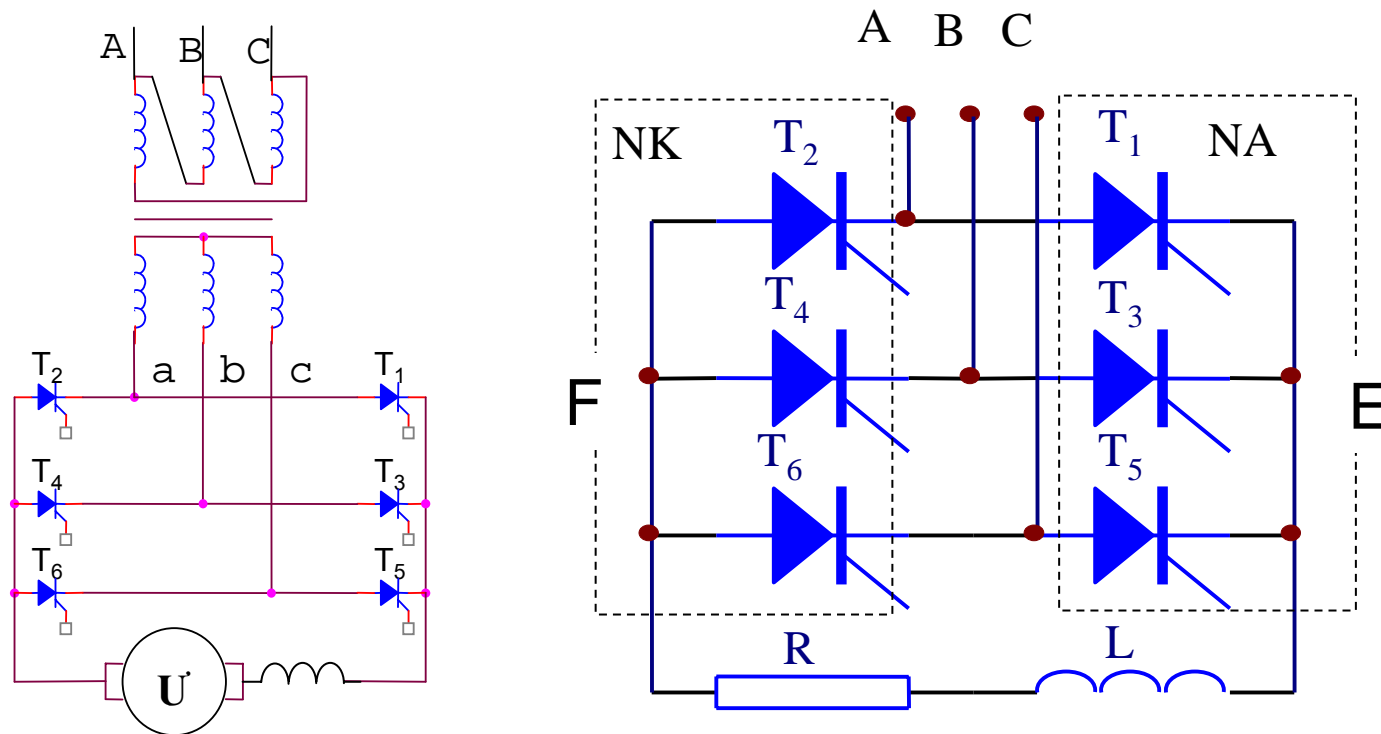 A B C
a b c
T2 T1
T4 T3
T6 T5
Ư
A B C
NK T2 T1 NA
T4 T3
F E
T6 T5
R L